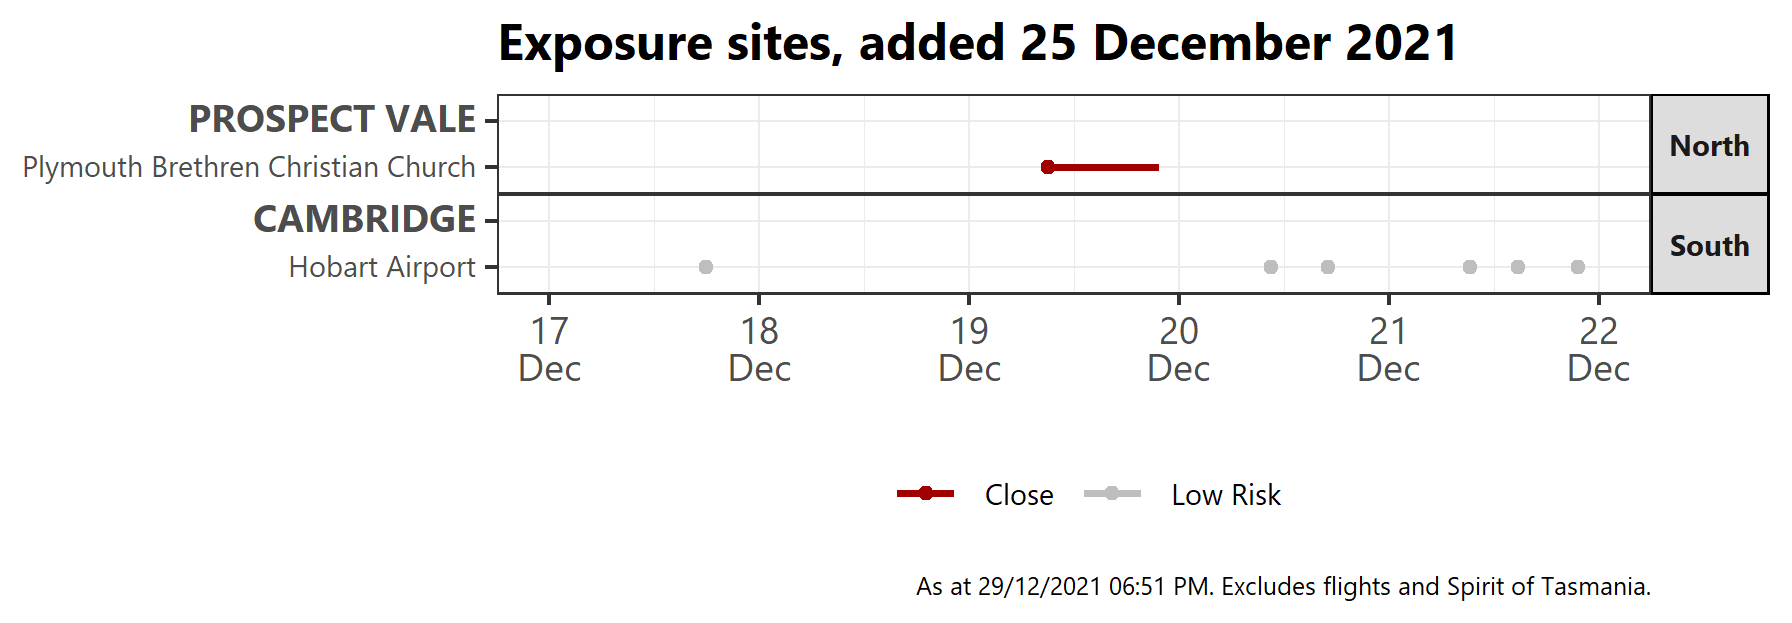 Exposure sites, added 25 December 2021
PROSPECT VALE
Plymouth Brethren Christian Church
North
CAMBRIDGE
Hobart Airport
South
17 Dec
18 Dec
19 Dec
20 Dec
21 Dec
22 Dec
Close
Low Risk
As at 29/12/2021 06:51 PM. Excludes flights and Spirit of Tasmania.